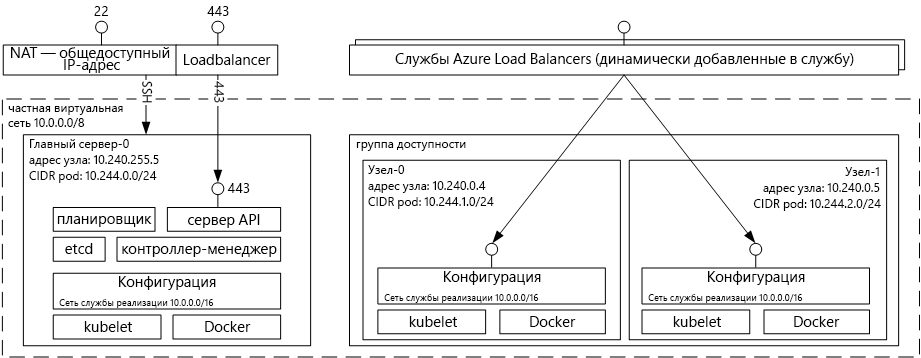 22
443
NAT — общедоступный
IP-адрес
Loadbalancer
Службы Azure Load Balancers (динамически добавленные в службу)
SSH
443
частная виртуальная
сеть 10.0.0.0/8
Главный сервер-0
адрес узла: 10.240.255.5
CIDR pod: 10.244.0.0/24
443
планировщик
сервер API
etcd
контроллер-менеджер
Конфигурация
Сеть службы реализации 10.0.0.0/16
kubelet
Docker
группа доступности
Узел-0
адрес узла: 10.240.0.4
CIDR pod: 10.244.1.0/24
Конфигурация
Сеть службы реализации 10.0.0.0/16
kubelet
Docker
Узел-1
адрес узла: 10.240.0.5
CIDR pod: 10.244.2.0/24
Конфигурация
Сеть службы реализации 10.0.0.0/16
kubelet
Docker